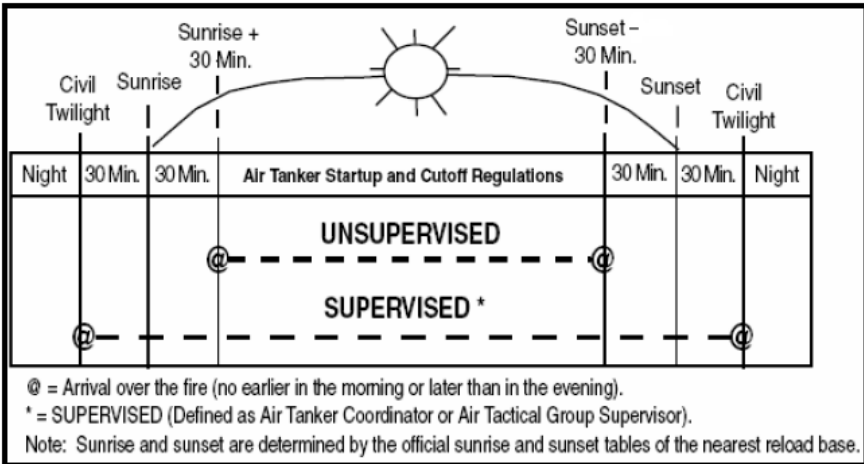 Sunrise +
30 Min.
Sunset –
30 Min.
Civil
Twilight
Sunrise
Sunset
Civil
Twilight
Night 30 Min. 30 Min. Air Tanker Startup and Cutoff Regulations 30 Min. 30 Min. Night
UNSUPERVISED
@ @
SUPERVISED *
@ @
@ = Arrival over the fire (no earlier in the morning or later than in the evening).
* = SUPERVISED (Defined as Air Tanker Coordinator or Air Tactical Group Supervisor).
Note: Sunrise and sunset are determined by the official sunrise and sunset tables of the nearest reload base.